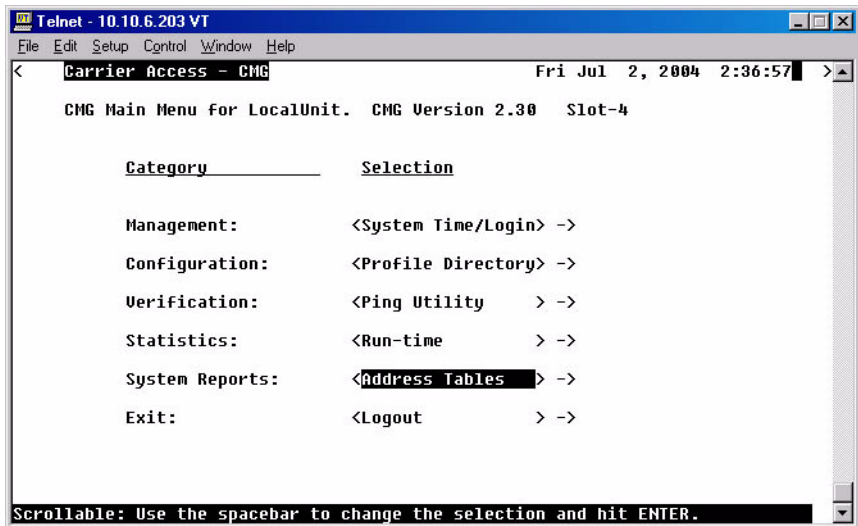 Telnet - 10.10.6.203 VT
File Edit Setup Control Window Help
< Carrier Access - CMG Fri Jul 2, 2004 2:36:57 >
CMG Main Menu for LocalUnit. CMG Version 2.30 Slot-4
Category Selection
Management: <System Time/Login> ->
Configuration: <Profile Directory> ->
Verification: <Ping Utility > ->
Statistics: <Run-time > ->
System Reports: <Address Tables > ->
Exit: <Logout > ->
Scrollable: Use the spacebar to change the selection and hit ENTER.